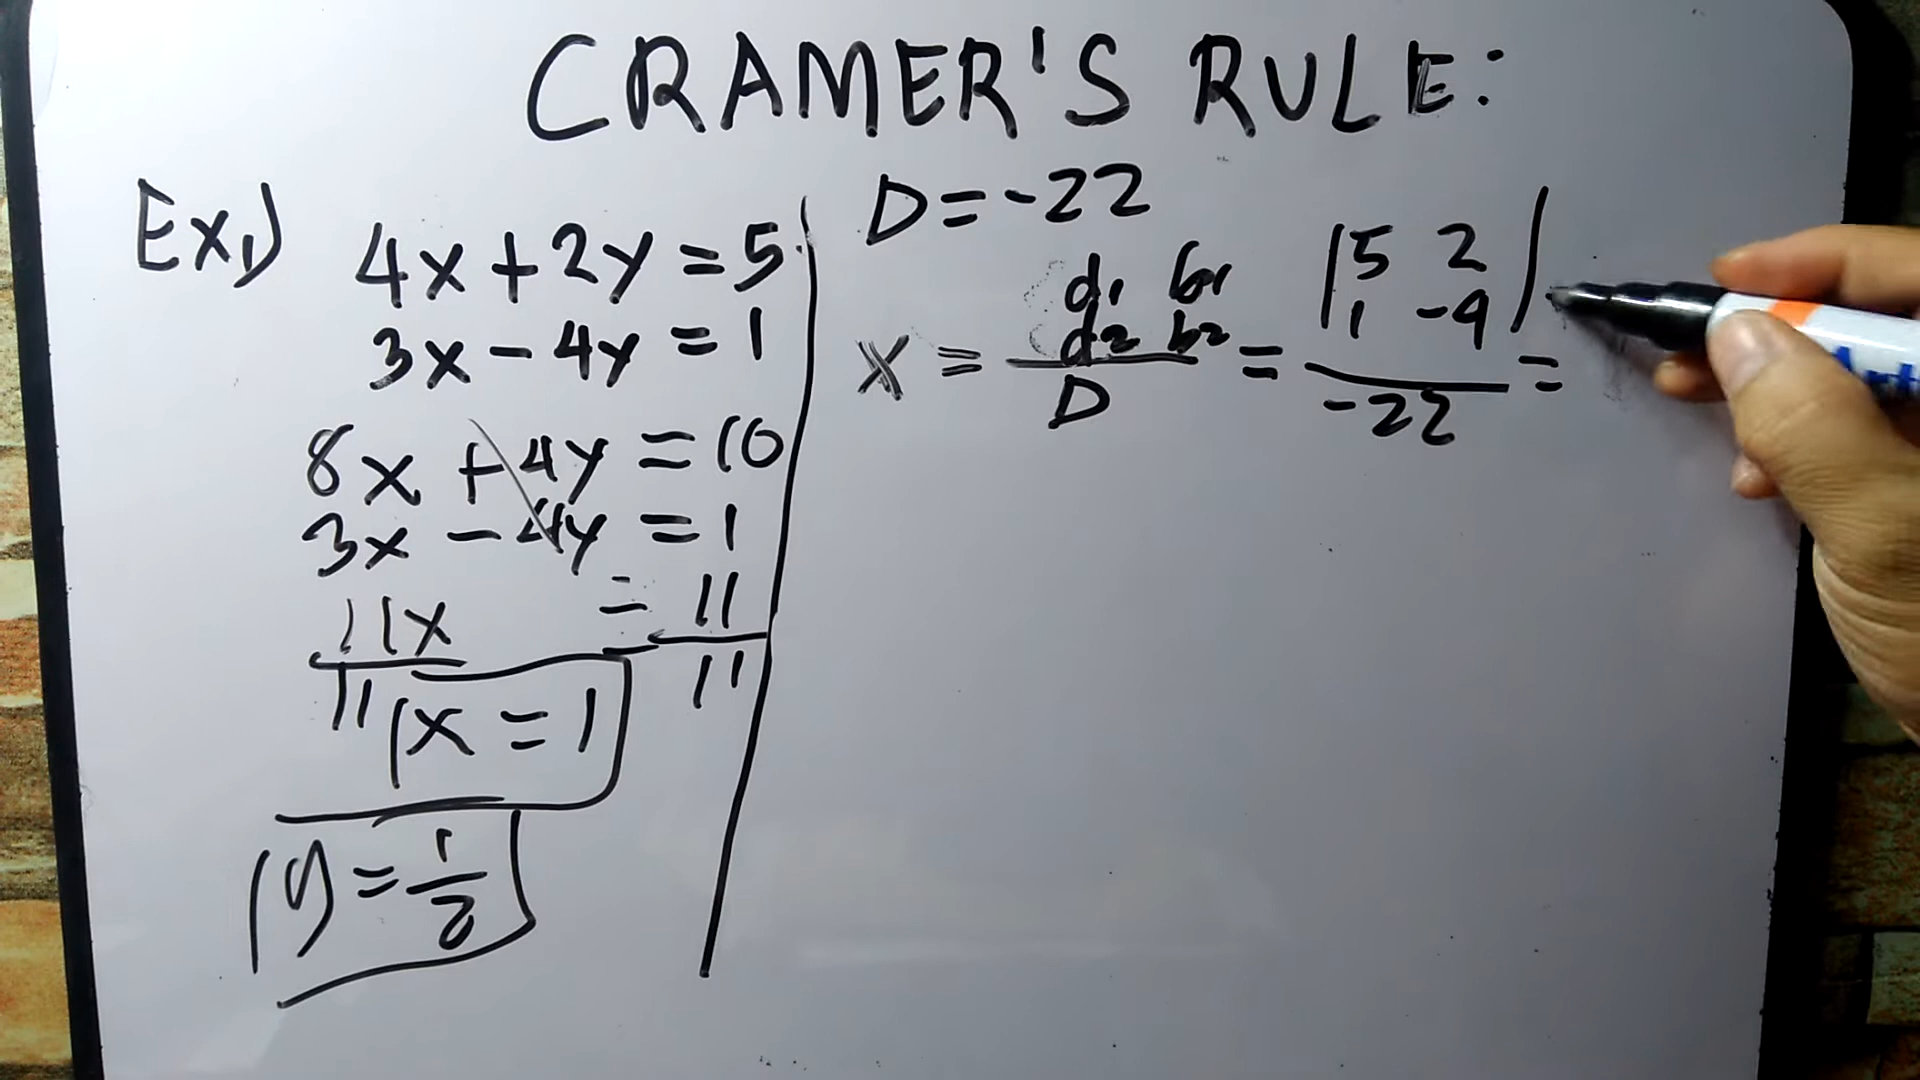 CRAMER'S RULE:
Ex1)
4x+2y=5
3x-4y=1
8x+4y=10
3x-4y=1
11x = 11
11 11
x=1
y=1/2
D=-22
x = d1 b1 = |5 2| =
d2 b2 1 -4
D -22